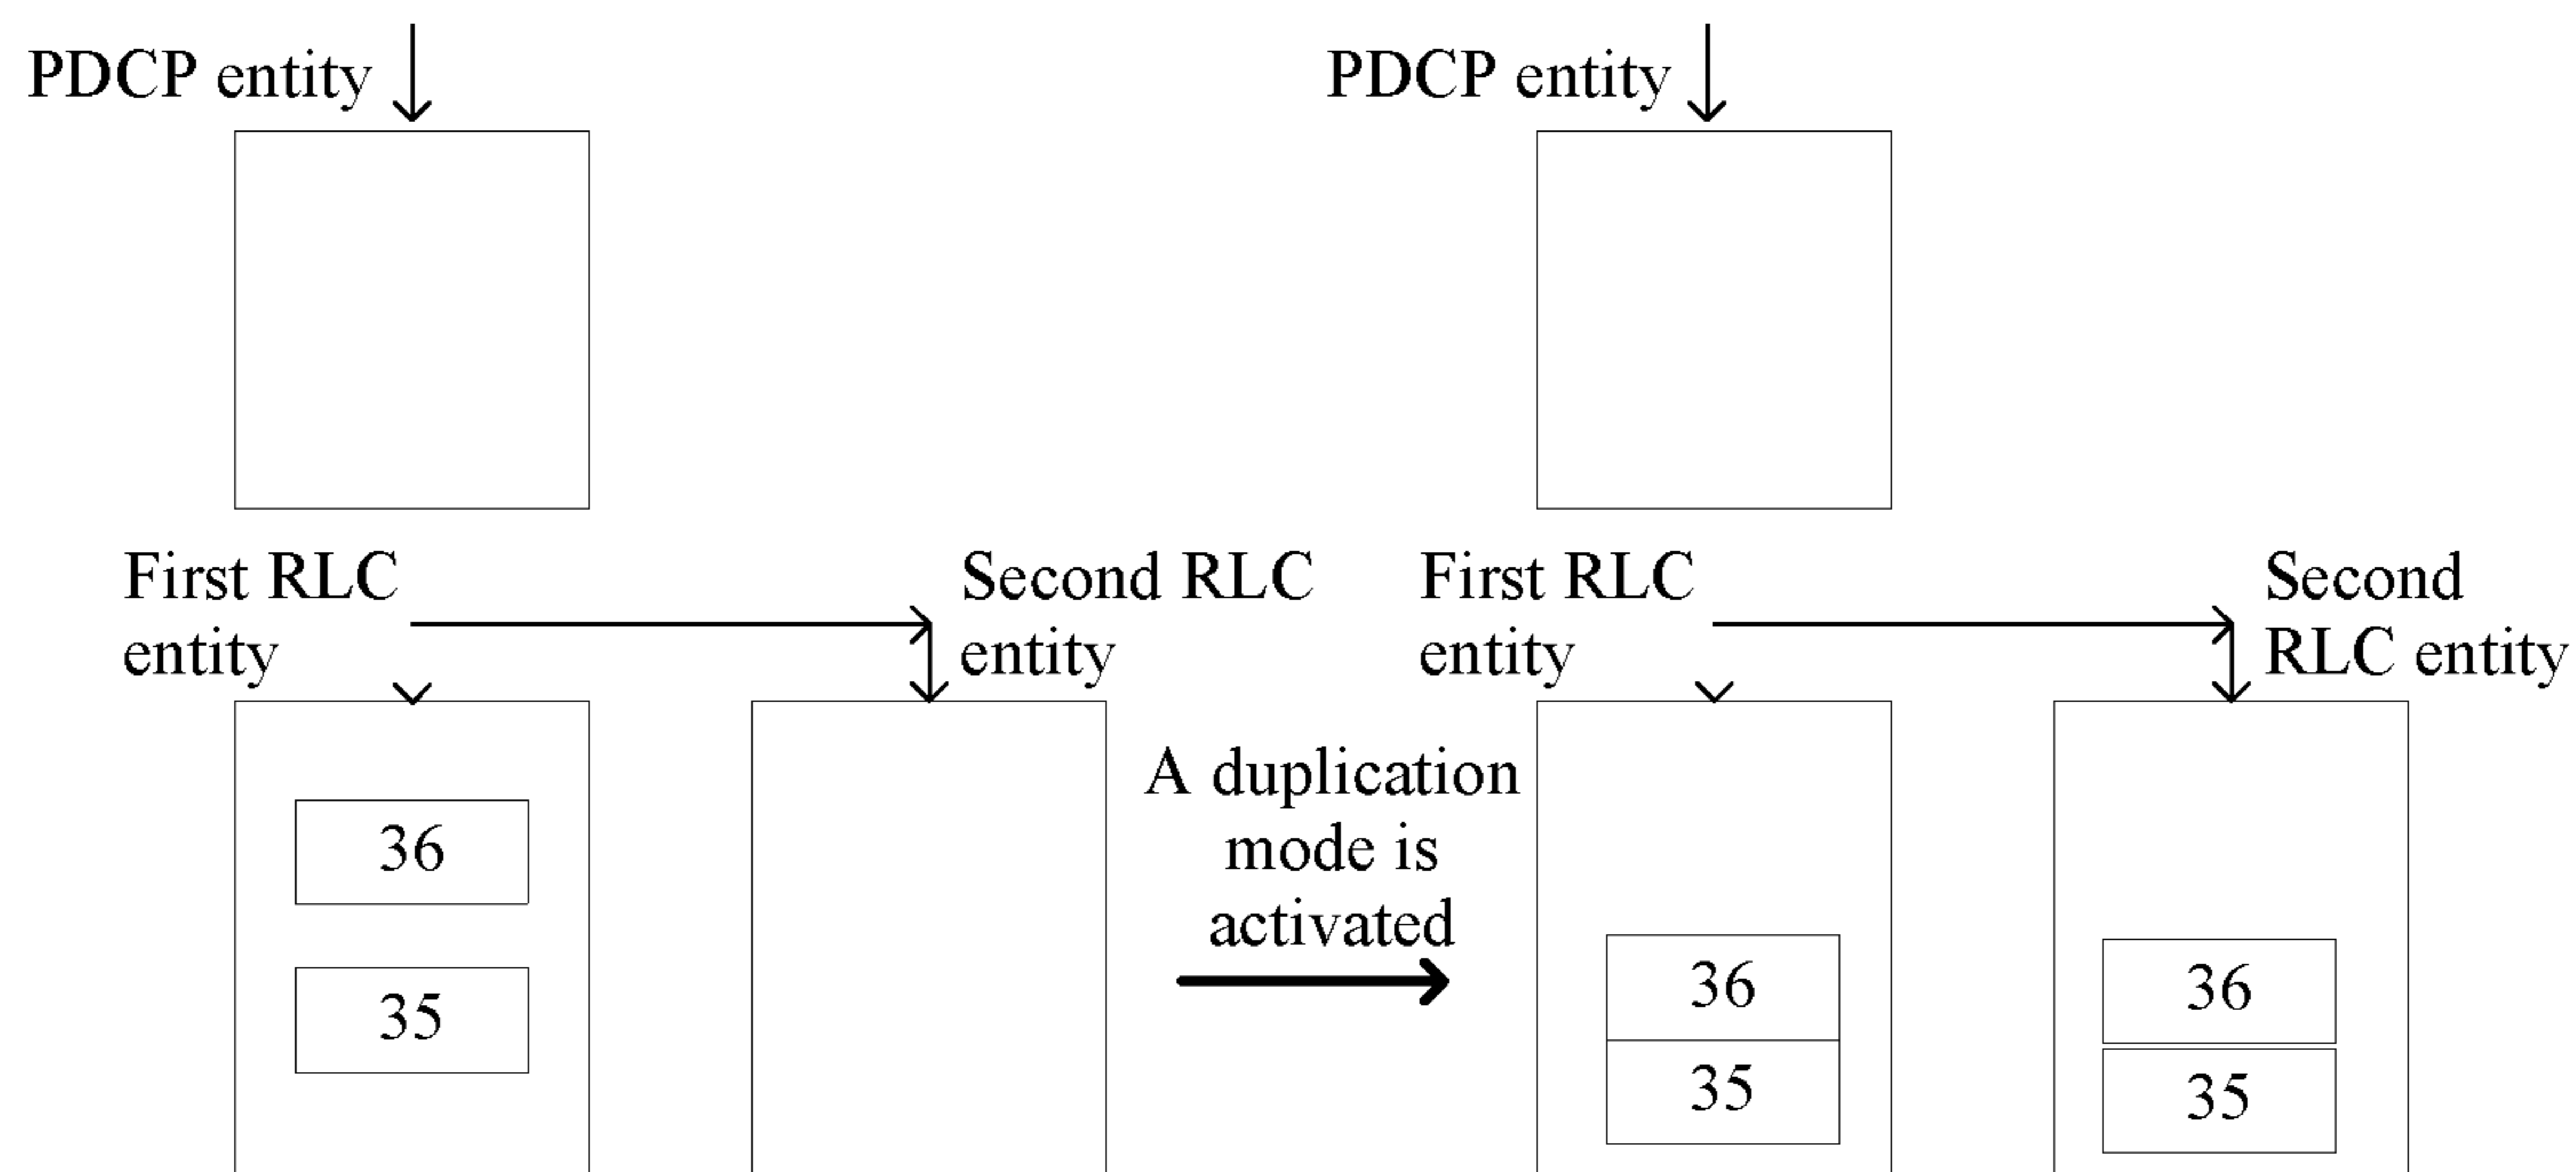 PDCP entity
PDCP entity
First RLC
entity
Second RLC
entity
First RLC
entity
Second
RLC entity
A duplication
mode is
activated
36
35
36
35
36
35